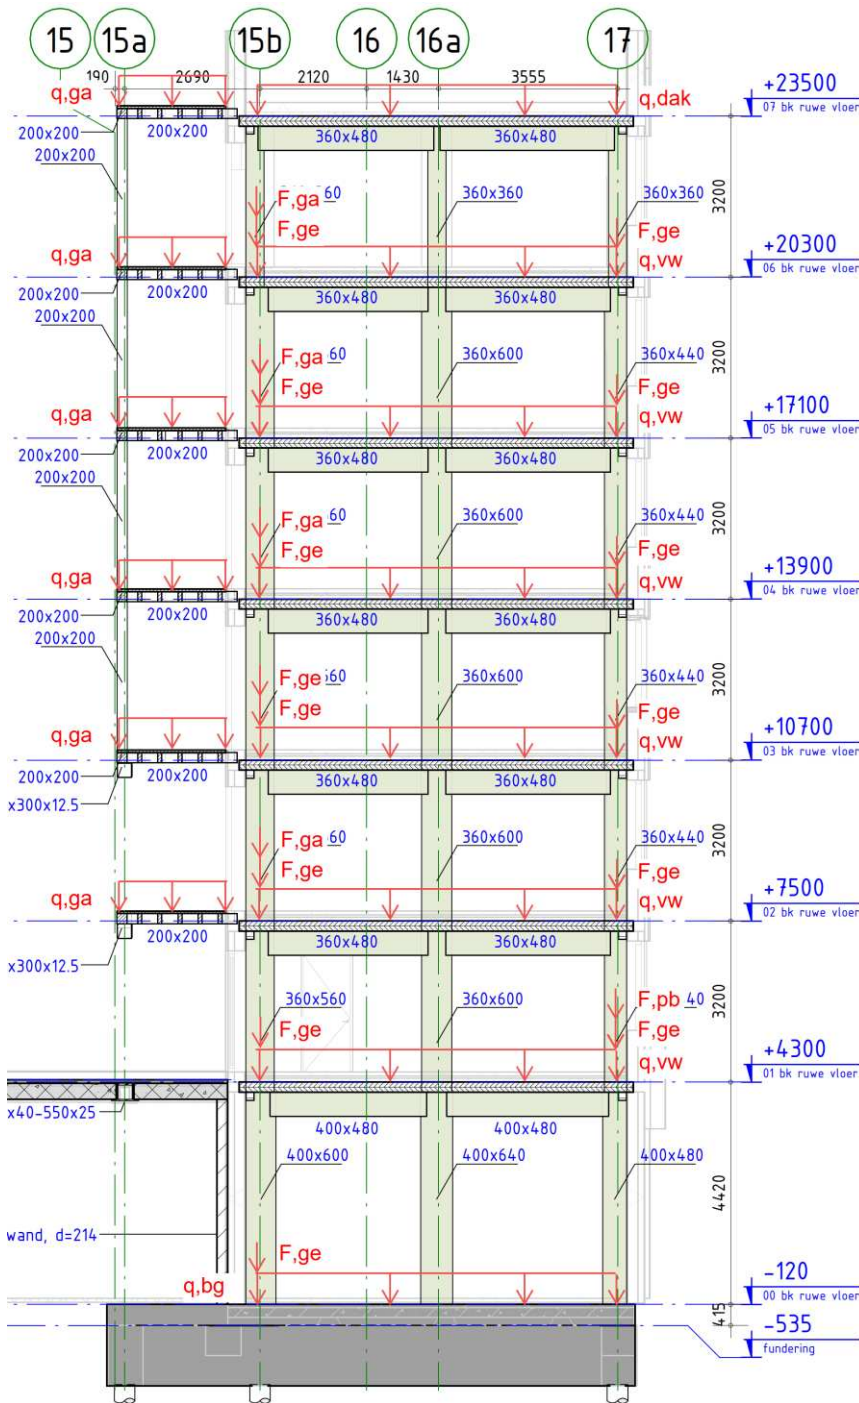 15 15a 15b 16 16a 17
190 2690 2120 1430 3555
q,ga q,dak +23500
07 bk ruwe vloer
200x200 200x200 360x480 360x480
200x200
F,ga 60 360x360 360x360 3200
F,ge F,ge +20300
q,ga q,vw 06 bk ruwe vloer
200x200 200x200 360x480 360x480
200x200
F,ga 60 360x600 360x440 3200
F,ge F,ge +17100
q,ga q,vw 05 bk ruwe vloer
200x200 200x200 360x480 360x480
200x200
F,ga 60 360x600 360x440 3200
F,ge F,ge +13900
q,ga q,vw 04 bk ruwe vloer
200x200 200x200 360x480 360x480
200x200
F,ge 60 360x600 360x440 3200
F,ge F,ge +10700
q,ga q,vw 03 bk ruwe vloer
200x200 200x200 360x480 360x480
x300x12.5
F,ga 60 360x600 360x440 3200
F,ge F,ge +7500
q,ga q,vw 02 bk ruwe vloer
200x200 360x480 360x480
x300x12.5
360x560 360x600 F,pb 40 3200
F,ge F,ge +4300
q,vw 01 bk ruwe vloer
x40-550x25 400x480 400x480
400x600 400x640 400x480 4420
wand, d=214
F,ge
q,bg -120
00 bk ruwe vloer
415
-535
fundering